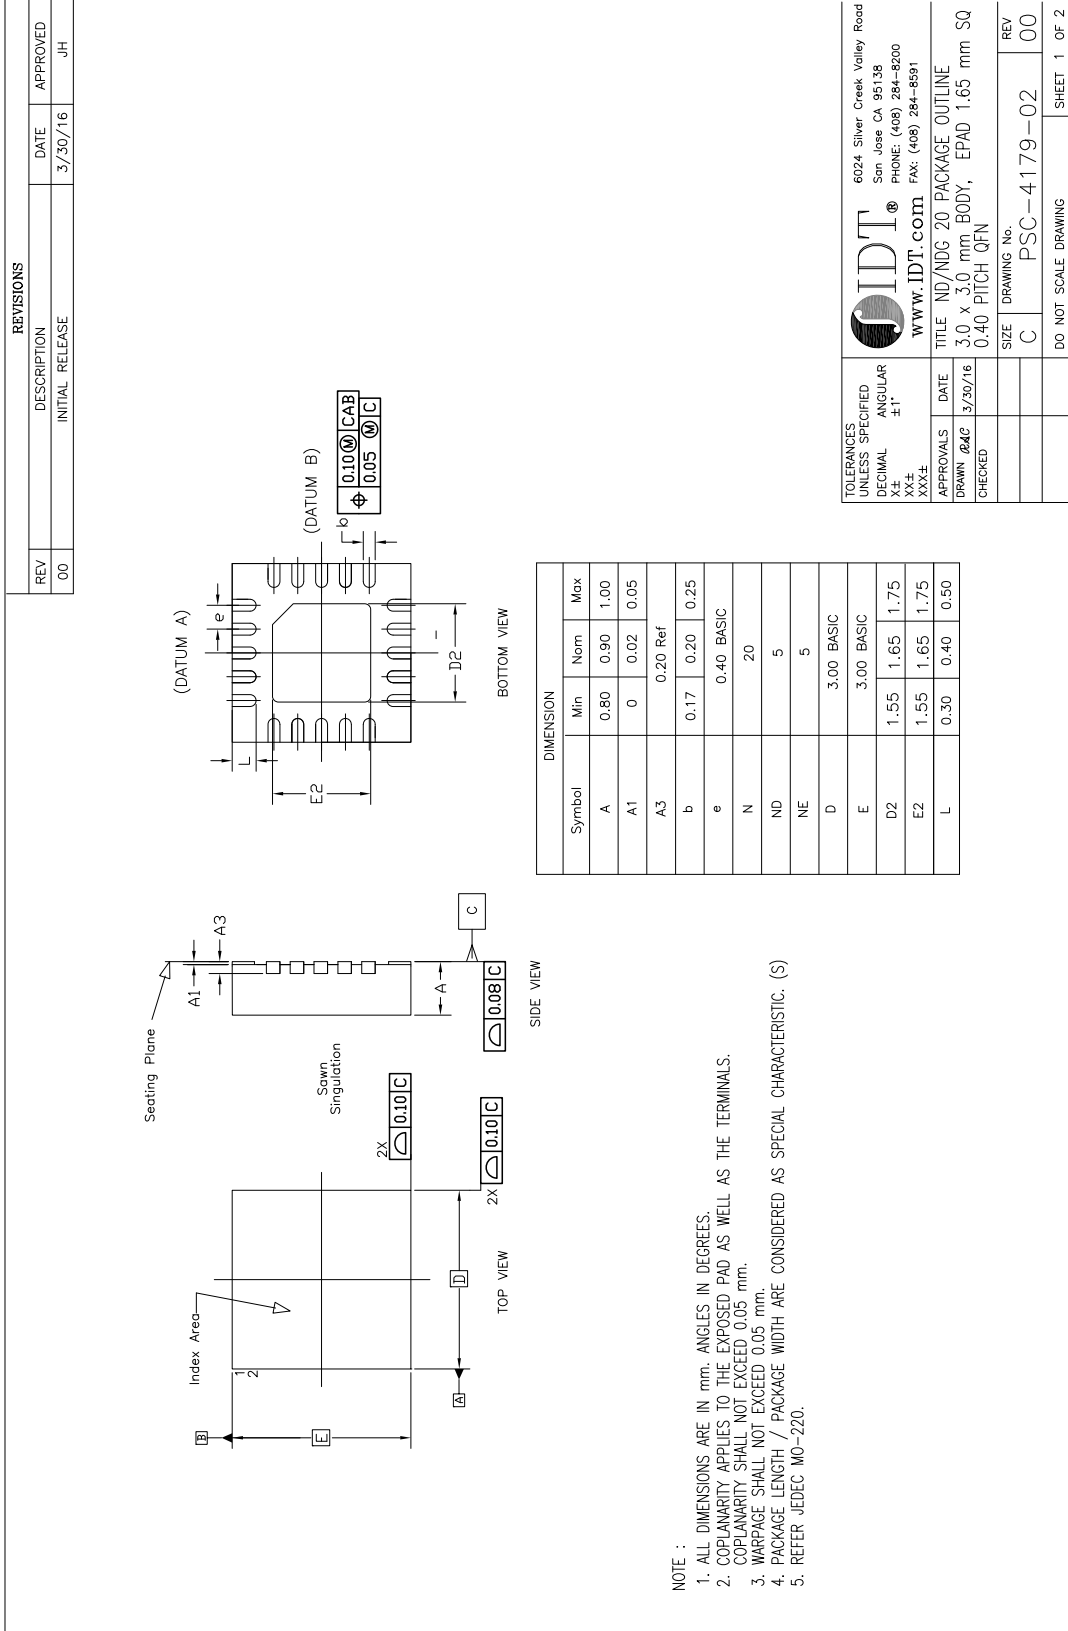 REVISIONS
REV DESCRIPTION DATE APPROVED
00 INITIAL RELEASE 3/30/16 JH
Seating Plane
A1
A3
(DATUM A)
e
L
E2
D2
b
(DATUM B)
0.10 Ⓜ C A B
0.05 Ⓜ C
BOTTOM VIEW
Index Area
1
2
B
E
A
D
TOP VIEW
2X
0.10 C
2X
0.10 C
Sawn
Singulation
A
C
0.08 C
SIDE VIEW
DIMENSION
Symbol Min Nom Max
A 0.80 0.90 1.00
A1 0 0.02 0.05
A3 0.20 Ref
b 0.17 0.20 0.25
e 0.40 BASIC
N 20
ND 5
NE 5
D 3.00 BASIC
E 3.00 BASIC
D2 1.55 1.65 1.75
E2 1.55 1.65 1.75
L 0.30 0.40 0.50
NOTE :
1. ALL DIMENSIONS ARE IN mm. ANGLES IN DEGREES.
2. COPLANARITY APPLIES TO THE EXPOSED PAD AS WELL AS THE TERMINALS.
COPLANARITY SHALL NOT EXCEED 0.05 mm.
3. WARPAGE SHALL NOT EXCEED 0.05 mm.
4. PACKAGE LENGTH / PACKAGE WIDTH ARE CONSIDERED AS SPECIAL CHARACTERISTIC. (S)
5. REFER JEDEC MO-220.
TOLERANCES
UNLESS SPECIFIED
DECIMAL ANGULAR
X± ±1°
XX±
XXX±
APPROVALS DATE
DRAWN RAC 3/30/16
CHECKED
IDT®
www.IDT.com
6024 Silver Creek Valley Road
San Jose CA 95138
PHONE: (408) 284-8200
FAX: (408) 284-8591
TITLE ND/NDG 20 PACKAGE OUTLINE
3.0 x 3.0 mm BODY, EPAD 1.65 mm SQ
0.40 PITCH QFN
SIZE DRAWING No. REV
C PSC-4179-02 00
DO NOT SCALE DRAWING SHEET 1 OF 2